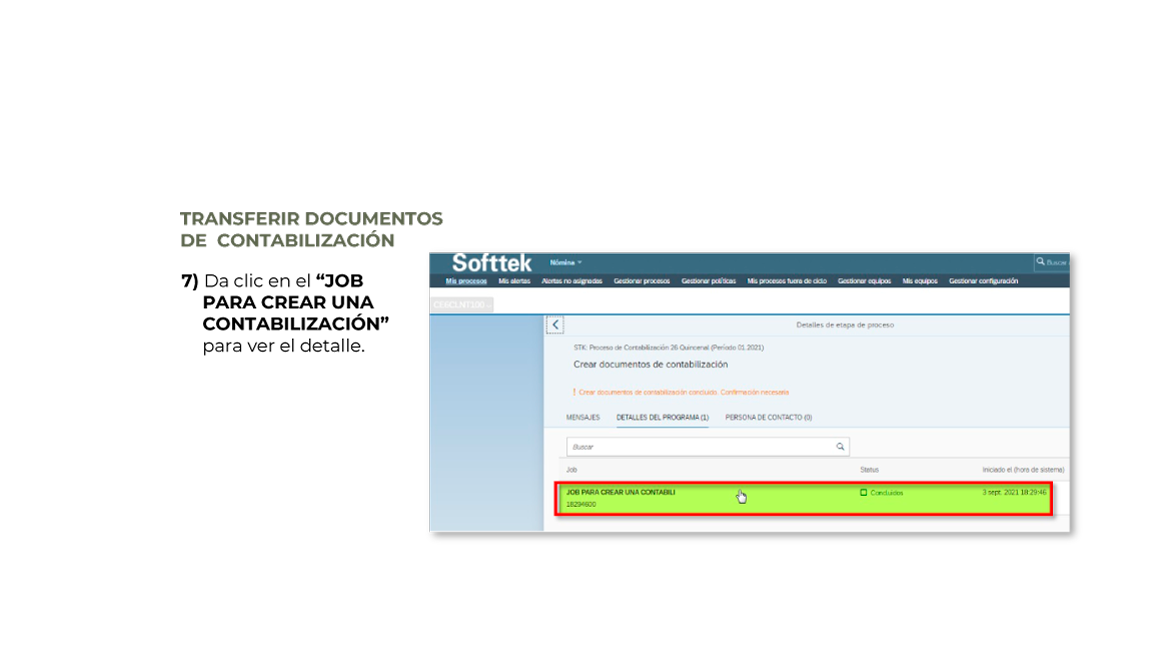 TRANSFERIR DOCUMENTOS
DE CONTABILIZACIÓN
7) Da clic en el “JOB
PARA CREAR UNA
CONTABILIZACIÓN”
para ver el detalle.
Softtek Nómina Buscar
Mis procesos Mis alertas Alertas no asignadas Gestionar procesos Gestionar políticas Mis procesos fuera de ciclo Gestionar equipos Mis equipos Gestionar configuración
Detalles de etapa de proceso
STK: Proceso de Contabilización 26 Quincenal (Periodo 01.2021)
Crear documentos de contabilización
! Crear documentos de contabilización concluido. Confirmación necesaria
MENSAJES DETALLES DEL PROGRAMA (1) PERSONA DE CONTACTO (0)
Buscar
Job Status Iniciado el (hora de sistema)
JOB PARA CREAR UNA CONTABILI Concluidos 3 sept. 2021 18:29:46
18294600